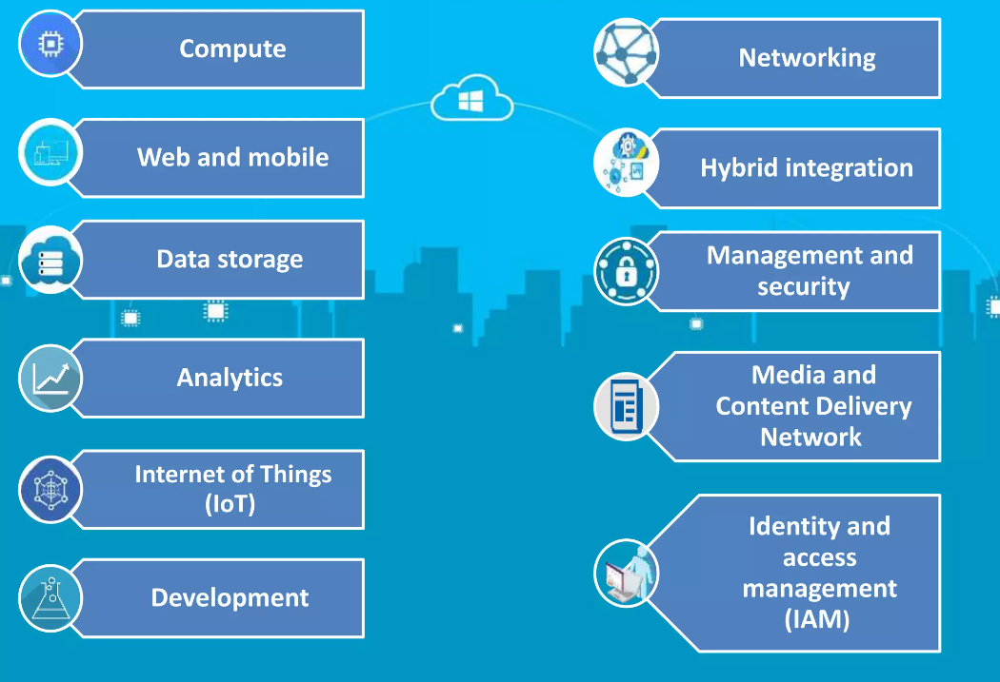 Compute
Web and mobile
Data storage
Analytics
Internet of Things
(IoT)
Development
Networking
Hybrid integration
Management and
security
Media and
Content Delivery
Network
Identity and
access
management
(IAM)